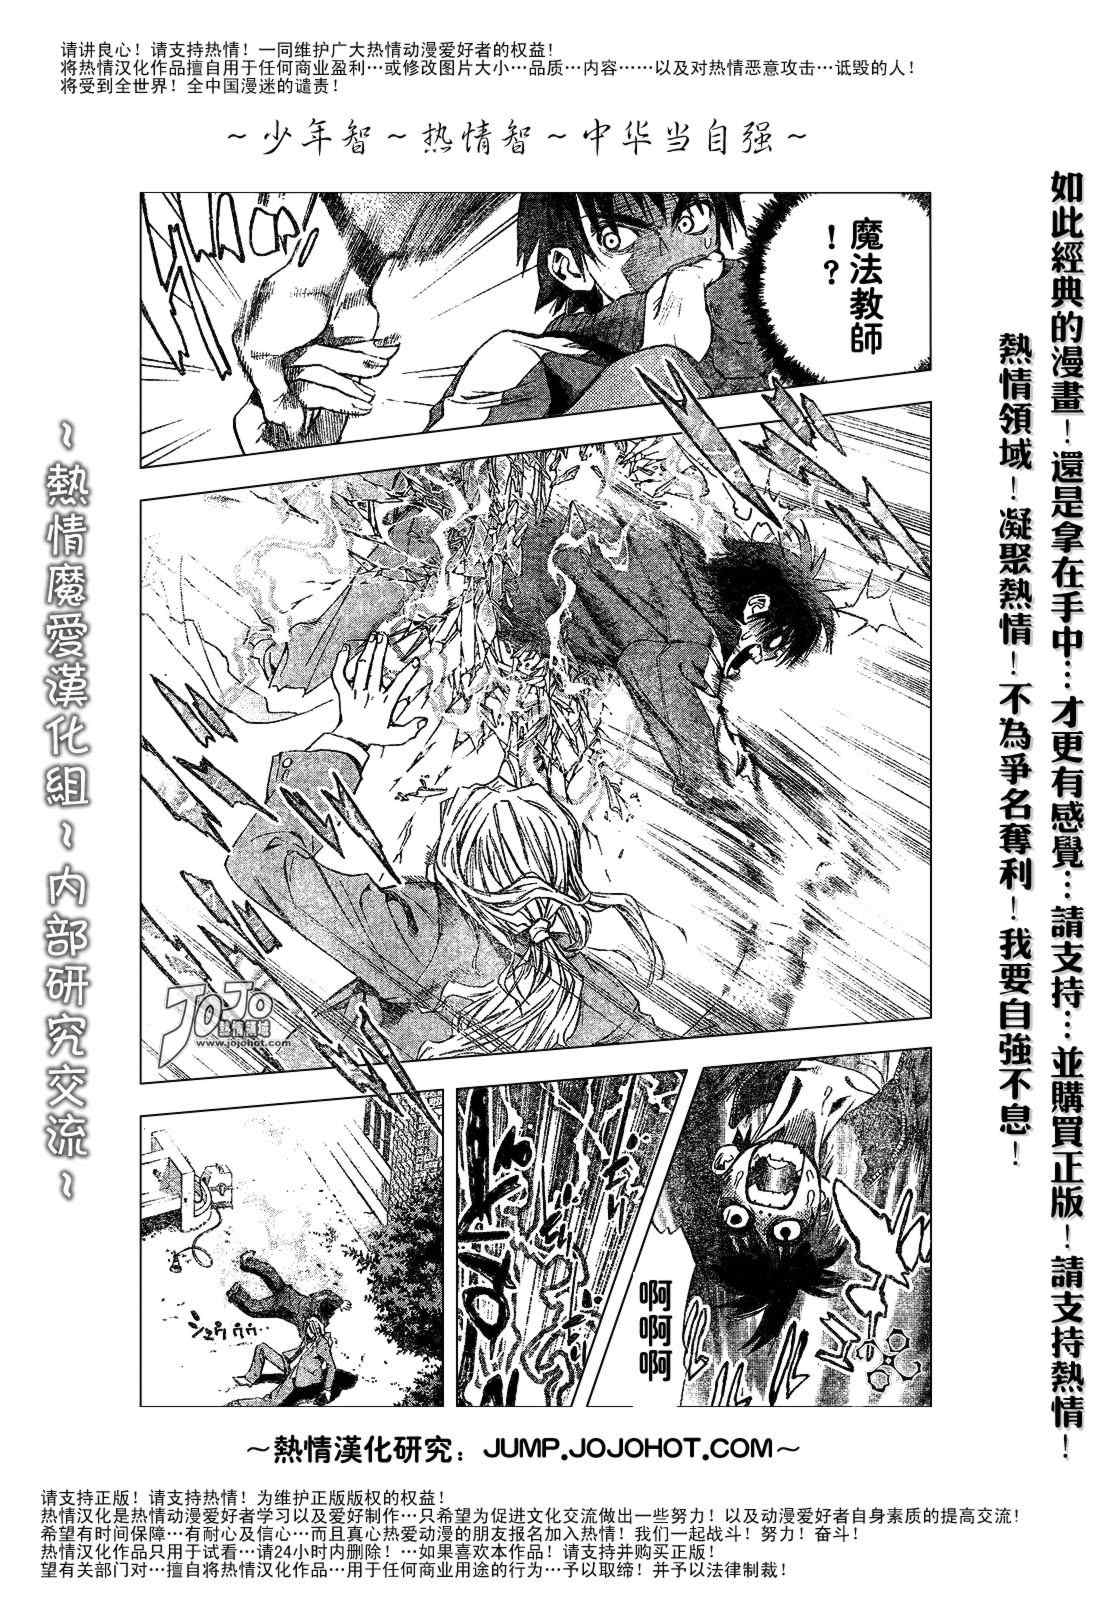 请讲良心！请支持热情！一同维护广大热情动漫爱好者的权益！
将热情汉化作品擅自用于任何商业盈利…或修改图片大小…品质…内容……以及对热情恶意攻击…诋毁的人！
将受到全世界！全中国漫迷的谴责！
～少年智～热情智～中华当自强～
如此經典的漫畫！還是拿在手中…才更有感覺…請支持…並購買正版！請支持熱情！
熱情領域！凝聚熱情！不為爭名奪利！我要自強不息！
～熱情魔愛漢化組～内部研究交流～
魔法教師
！？
JOJO
熱情領域
www.jojohot.com
啊啊啊
啊啊
シュウウウ…
～熱情漢化研究：JUMP.JOJOHOT.COM～
请支持正版！请支持热情！为维护正版版权的权益！
热情汉化是热情动漫爱好者学习以及爱好制作…只希望为促进文化交流做出一些努力！以及动漫爱好者自身素质的提高交流！
希望有时间保障…有耐心及信心…而且真心热爱动漫的朋友报名加入热情！我们一起战斗！努力！奋斗！
热情汉化作品只用于试看…请24小时内删除！…如果喜欢本作品！请支持并购买正版！
望有关部门对…擅自将热情汉化作品…用于任何商业用途的行为…予以取缔！并予以法律制裁！